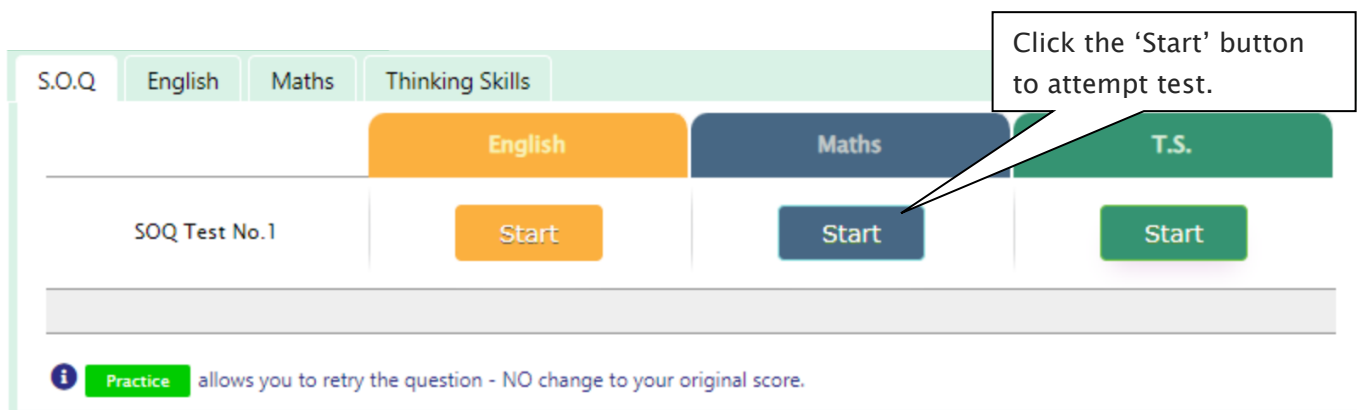 Click the ‘Start’ button
to attempt test.
S.O.Q English Maths Thinking Skills
English Maths T.S.
SOQ Test No.1 Start Start Start
Practice allows you to retry the question - NO change to your original score.